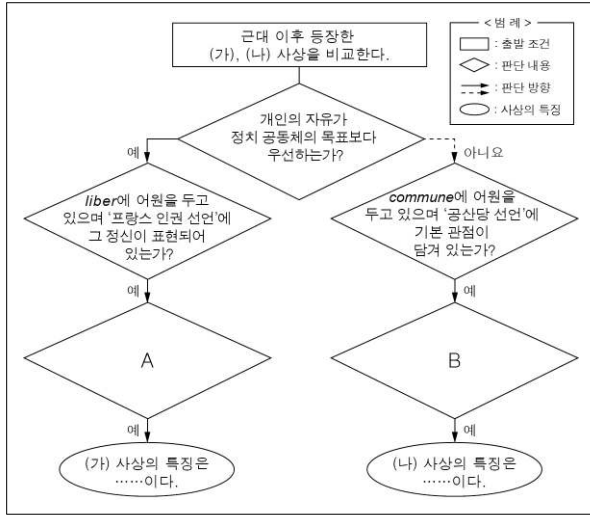 근대 이후 등장한
(가), (나) 사상을 비교한다.
< 범 례 >
: 출발 조건
: 판단 내용
: 판단 방향
: 사상의 특징
개인의 자유가
정치 공동체의 목표보다
우선하는가?
예
아니요
liber에 어원을 두고
있으며 ‘프랑스 인권 선언’에
그 정신이 표현되어
있는가?
commune에 어원을
두고 있으며 ‘공산당 선언’에
기본 관점이
담겨 있는가?
예
예
A
B
예
예
(가) 사상의 특징은
……이다.
(나) 사상의 특징은
……이다.